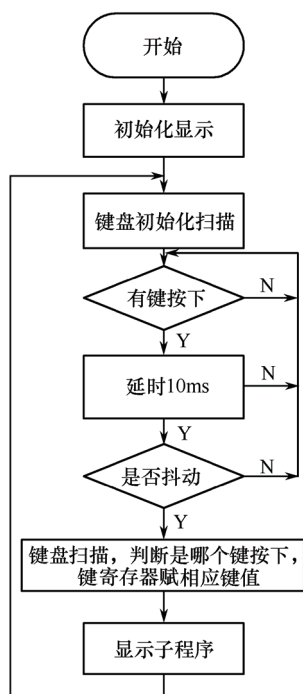 开始
初始化显示
键盘初始化扫描
有键按下
N
Y
延时10ms
N
Y
是否抖动
N
Y
键盘扫描，判断是哪个键按下，
键寄存器赋相应键值
显示子程序